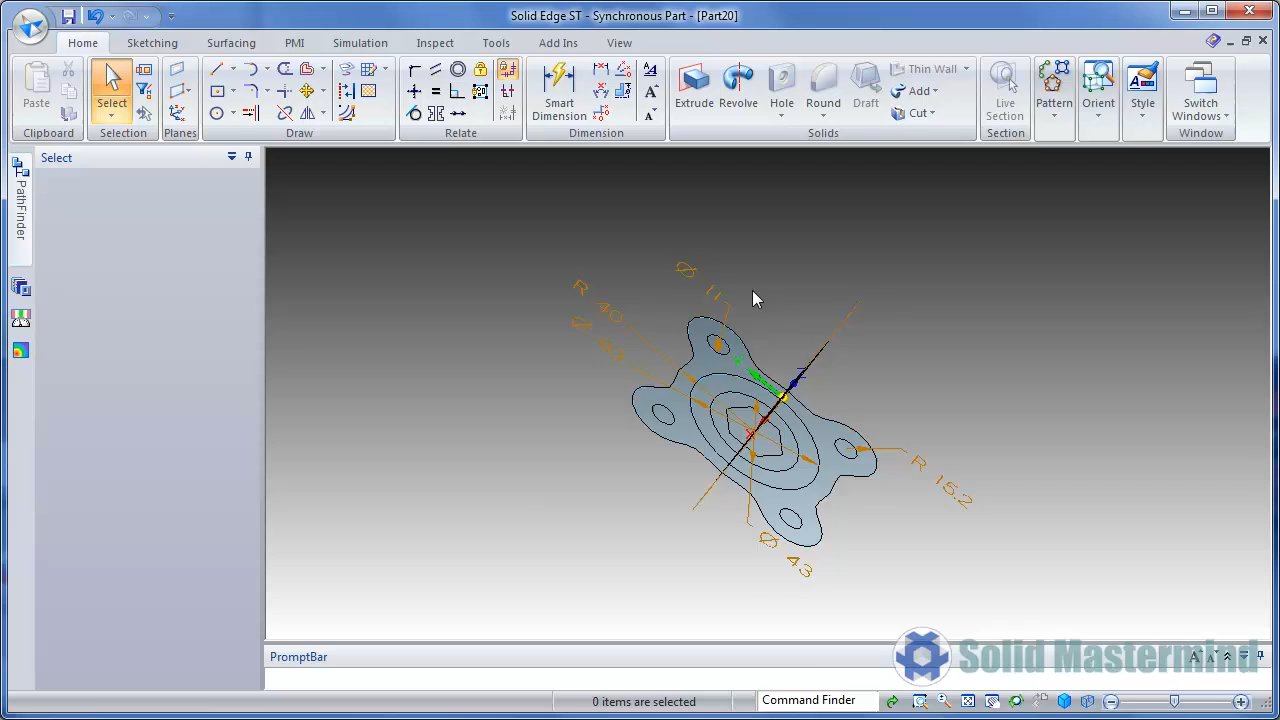 Solid Edge ST - Synchronous Part - [Part20]
Home Sketching Surfacing PMI Simulation Inspect Tools Add Ins View
Paste
Select
Smart
Dimension
Extrude Revolve Hole Round Draft
Thin Wall
Add
Cut
Live
Section
Pattern
Orient
Style
Switch
Windows
Clipboard Selection Planes Draw Relate Dimension Solids Section Window
Select
PathFinder
Ø 11
R 40
Y
Z
X
R 15.2
Ø 43
PromptBar
Solid Mastermind
0 items are selected
Command Finder